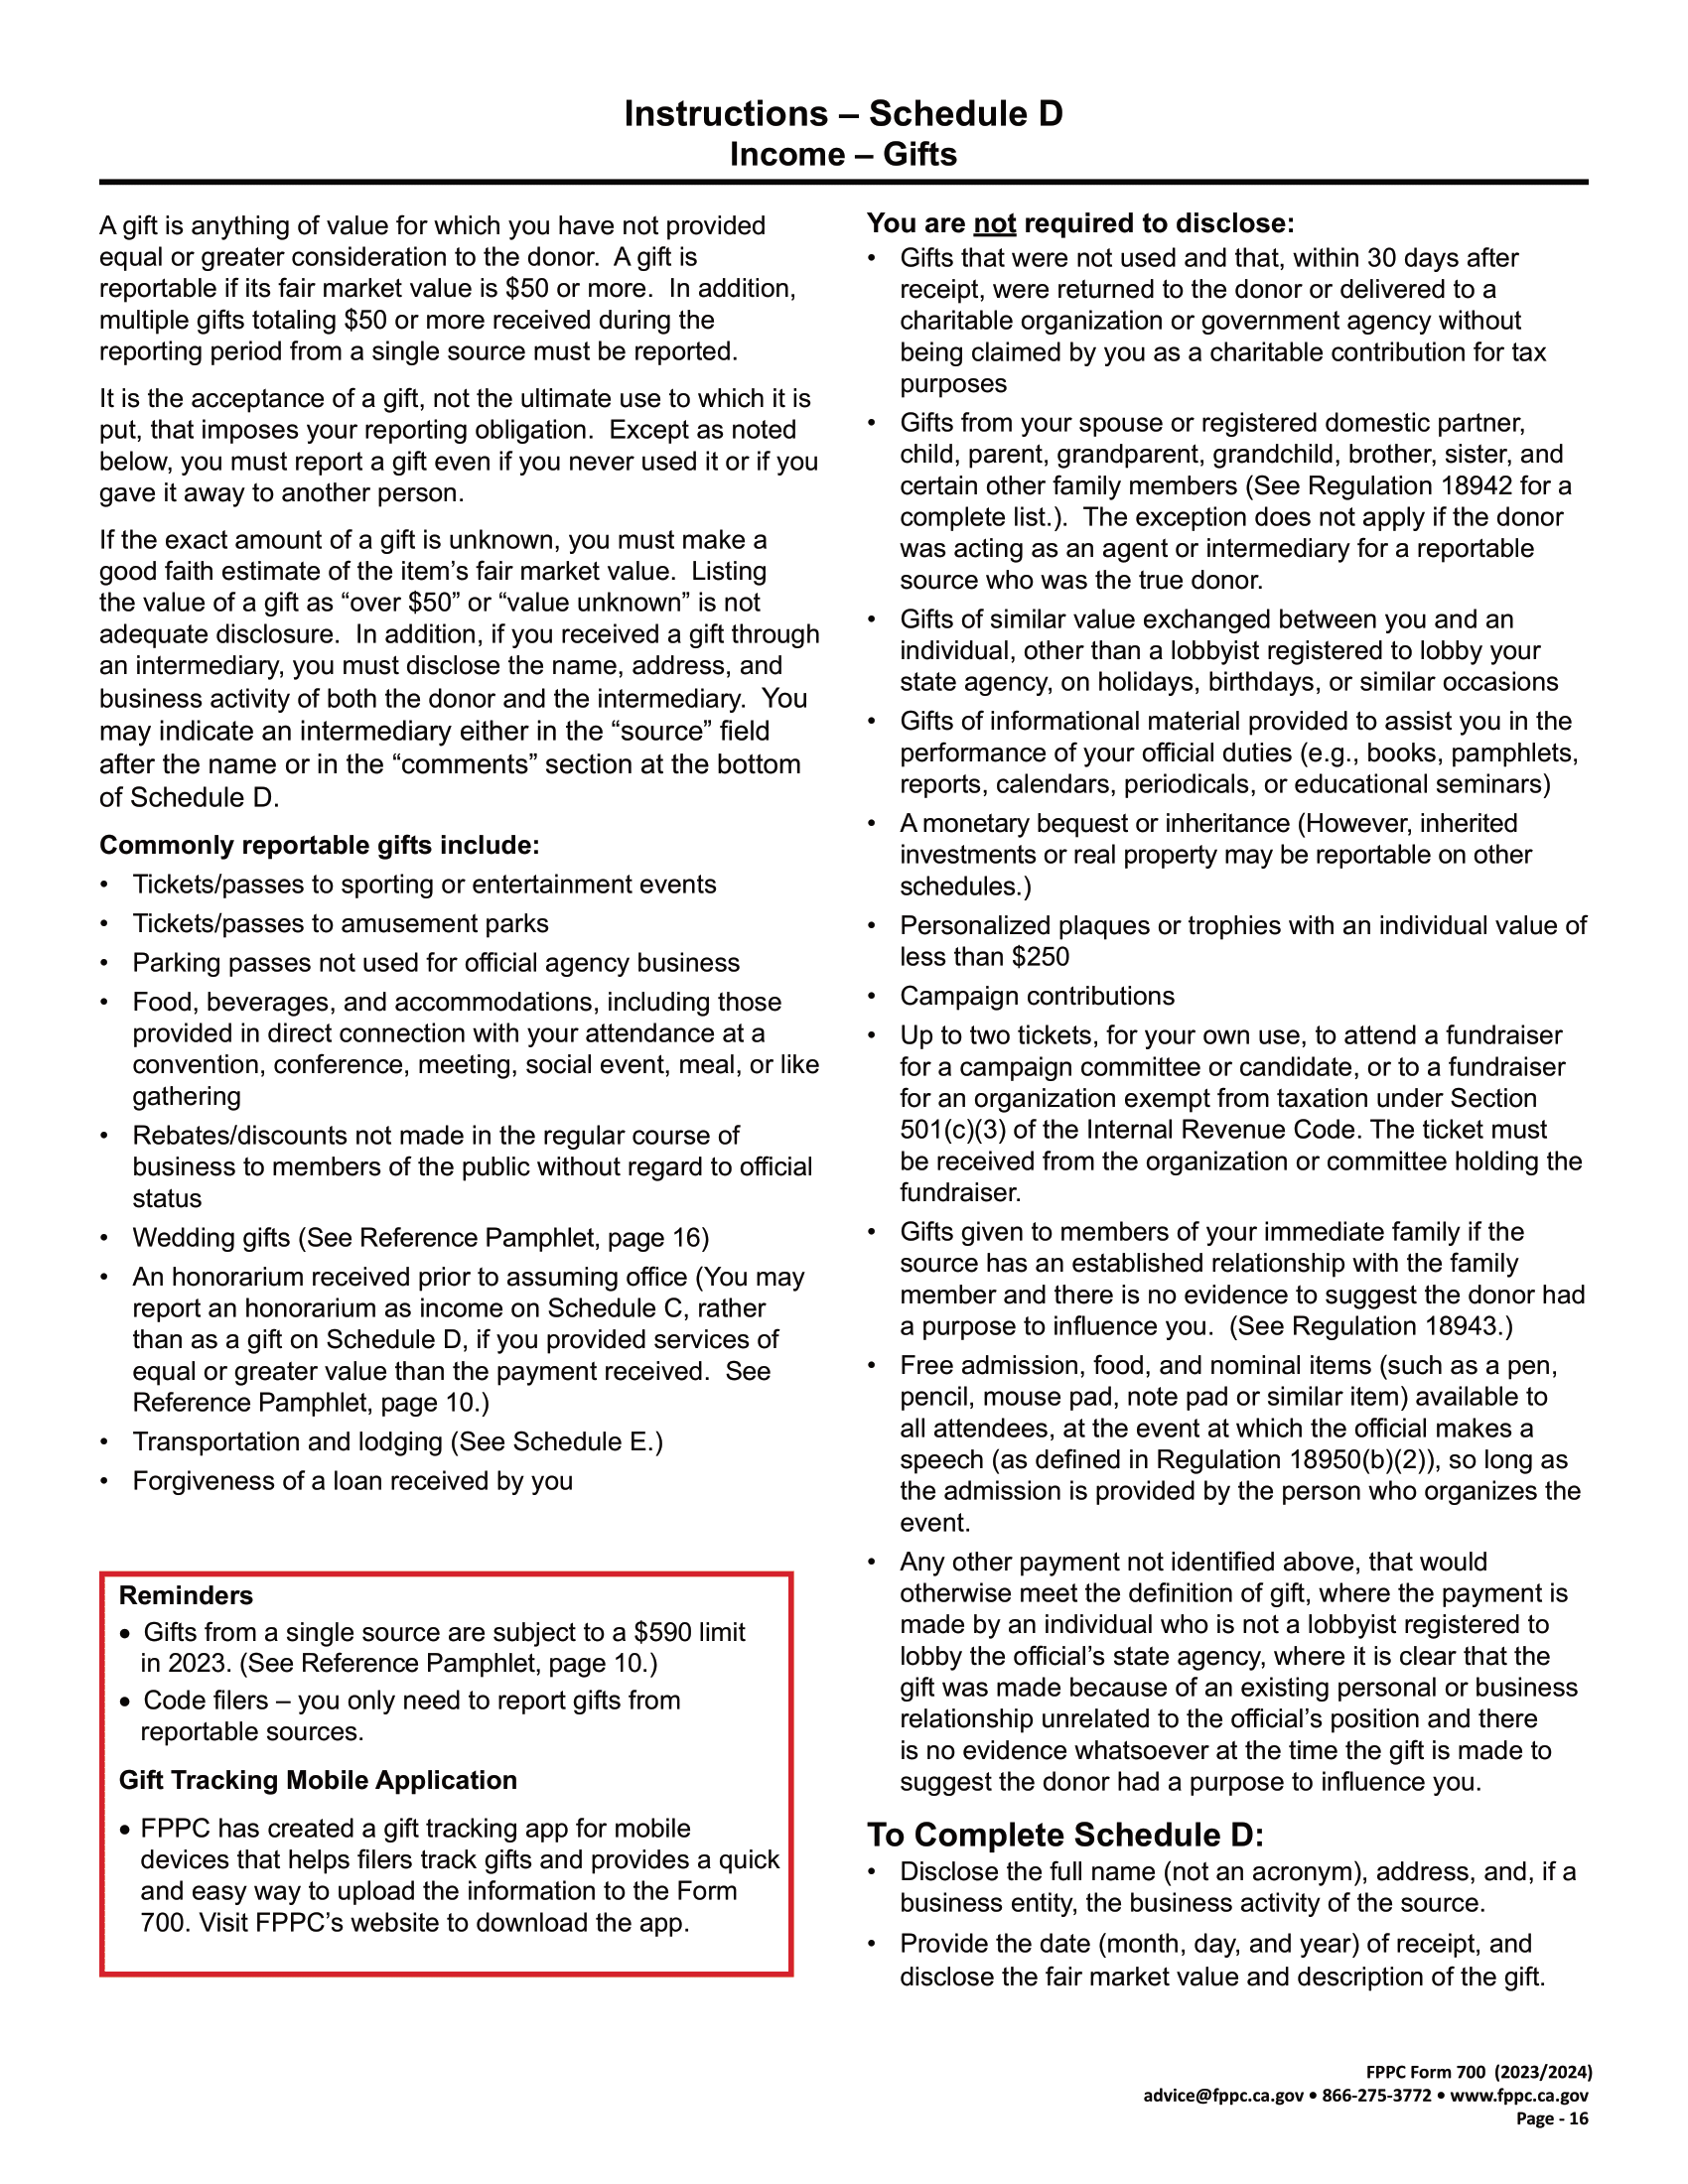 Instructions – Schedule D
Income – Gifts
A gift is anything of value for which you have not provided
equal or greater consideration to the donor.  A gift is
reportable if its fair market value is $50 or more.  In addition,
multiple gifts totaling $50 or more received during the
reporting period from a single source must be reported.
It is the acceptance of a gift, not the ultimate use to which it is
put, that imposes your reporting obligation.  Except as noted
below, you must report a gift even if you never used it or if you
gave it away to another person.
If the exact amount of a gift is unknown, you must make a
good faith estimate of the item’s fair market value.  Listing
the value of a gift as “over $50” or “value unknown” is not
adequate disclosure.  In addition, if you received a gift through
an intermediary, you must disclose the name, address, and
business activity of both the donor and the intermediary.  You
may indicate an intermediary either in the “source” field
after the name or in the “comments” section at the bottom
of Schedule D.
Commonly reportable gifts include:
• Tickets/passes to sporting or entertainment events
• Tickets/passes to amusement parks
• Parking passes not used for official agency business
• Food, beverages, and accommodations, including those
provided in direct connection with your attendance at a
convention, conference, meeting, social event, meal, or like
gathering
• Rebates/discounts not made in the regular course of
business to members of the public without regard to official
status
• Wedding gifts (See Reference Pamphlet, page 16)
• An honorarium received prior to assuming office (You may
report an honorarium as income on Schedule C, rather
than as a gift on Schedule D, if you provided services of
equal or greater value than the payment received.  See
Reference Pamphlet, page 10.)
• Transportation and lodging (See Schedule E.)
• Forgiveness of a loan received by you
Reminders
• Gifts from a single source are subject to a $590 limit
in 2023. (See Reference Pamphlet, page 10.)
• Code filers – you only need to report gifts from
reportable sources.
Gift Tracking Mobile Application
• FPPC has created a gift tracking app for mobile
devices that helps filers track gifts and provides a quick
and easy way to upload the information to the Form
700. Visit FPPC’s website to download the app.
You are not required to disclose:
• Gifts that were not used and that, within 30 days after
receipt, were returned to the donor or delivered to a
charitable organization or government agency without
being claimed by you as a charitable contribution for tax
purposes
• Gifts from your spouse or registered domestic partner,
child, parent, grandparent, grandchild, brother, sister, and
certain other family members (See Regulation 18942 for a
complete list.).  The exception does not apply if the donor
was acting as an agent or intermediary for a reportable
source who was the true donor.
• Gifts of similar value exchanged between you and an
individual, other than a lobbyist registered to lobby your
state agency, on holidays, birthdays, or similar occasions
• Gifts of informational material provided to assist you in the
performance of your official duties (e.g., books, pamphlets,
reports, calendars, periodicals, or educational seminars)
• A monetary bequest or inheritance (However, inherited
investments or real property may be reportable on other
schedules.)
• Personalized plaques or trophies with an individual value of
less than $250
• Campaign contributions
• Up to two tickets, for your own use, to attend a fundraiser
for a campaign committee or candidate, or to a fundraiser
for an organization exempt from taxation under Section
501(c)(3) of the Internal Revenue Code. The ticket must
be received from the organization or committee holding the
fundraiser.
• Gifts given to members of your immediate family if the
source has an established relationship with the family
member and there is no evidence to suggest the donor had
a purpose to influence you.  (See Regulation 18943.)
• Free admission, food, and nominal items (such as a pen,
pencil, mouse pad, note pad or similar item) available to
all attendees, at the event at which the official makes a
speech (as defined in Regulation 18950(b)(2)), so long as
the admission is provided by the person who organizes the
event.
• Any other payment not identified above, that would
otherwise meet the definition of gift, where the payment is
made by an individual who is not a lobbyist registered to
lobby the official’s state agency, where it is clear that the
gift was made because of an existing personal or business
relationship unrelated to the official’s position and there
is no evidence whatsoever at the time the gift is made to
suggest the donor had a purpose to influence you.
To Complete Schedule D:
• Disclose the full name (not an acronym), address, and, if a
business entity, the business activity of the source.
• Provide the date (month, day, and year) of receipt, and
disclose the fair market value and description of the gift.
FPPC Form 700  (2023/2024)
advice@fppc.ca.gov • 866-275-3772 • www.fppc.ca.gov
Page - 16